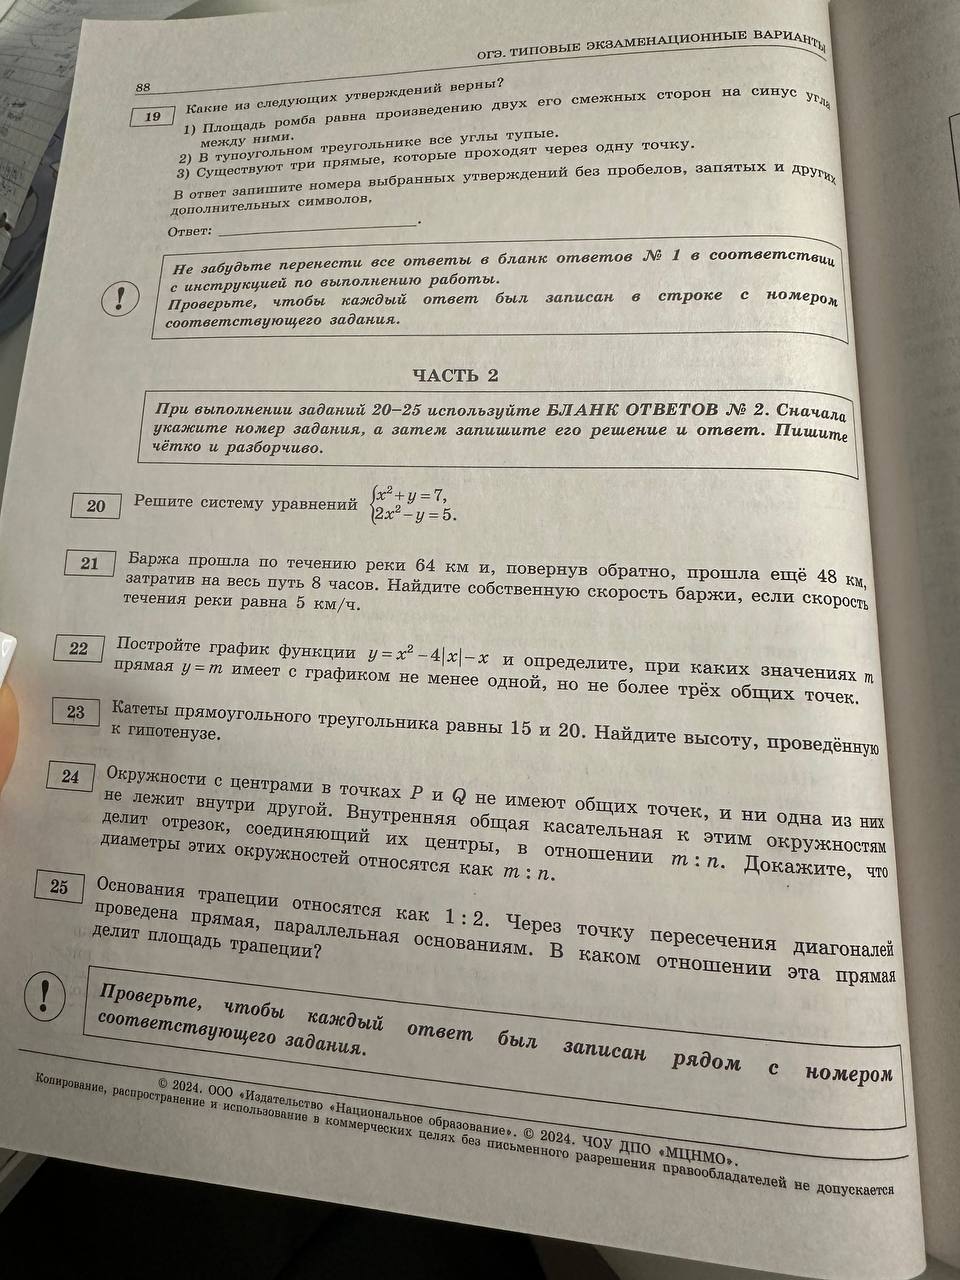 ОГЭ. ТИПОВЫЕ ЭКЗАМЕНАЦИОННЫЕ ВАРИАНТЫ
88
19 Какие из следующих утверждений верны?
1) Площадь ромба равна произведению двух его смежных сторон на синус угла
между ними.
2) В тупоугольном треугольнике все углы тупые.
3) Существуют три прямые, которые проходят через одну точку.
В ответ запишите номера выбранных утверждений без пробелов, запятых и других
дополнительных символов.
Ответ: ____________________.
! Не забудьте перенести все ответы в бланк ответов № 1 в соответствии
с инструкцией по выполнению работы.
Проверьте, чтобы каждый ответ был записан в строке с номером
соответствующего задания.
ЧАСТЬ 2
При выполнении заданий 20–25 используйте БЛАНК ОТВЕТОВ № 2. Сначала
укажите номер задания, а затем запишите его решение и ответ. Пишите
чётко и разборчиво.
20 Решите систему уравнений {x² + y = 7,
2x² – y = 5.
21 Баржа прошла по течению реки 64 км и, повернув обратно, прошла ещё 48 км,
затратив на весь путь 8 часов. Найдите собственную скорость баржи, если скорость
течения реки равна 5 км/ч.
22 Постройте график функции y = x² – 4|x| – x и определите, при каких значениях m
прямая y = m имеет с графиком не менее одной, но не более трёх общих точек.
23 Катеты прямоугольного треугольника равны 15 и 20. Найдите высоту, проведённую
к гипотенузе.
24 Окружности с центрами в точках P и Q не имеют общих точек, и ни одна из них
не лежит внутри другой. Внутренняя общая касательная к этим окружностям
делит отрезок, соединяющий их центры, в отношении m : n. Докажите, что
диаметры этих окружностей относятся как m : n.
25 Основания трапеции относятся как 1 : 2. Через точку пересечения диагоналей
проведена прямая, параллельная основаниям. В каком отношении эта прямая
делит площадь трапеции?
! Проверьте, чтобы каждый ответ был записан рядом с номером
соответствующего задания.
© 2024. ООО «Издательство «Национальное образование». © 2024. ЧОУ ДПО «МЦНМО».
Копирование, распространение и использование в коммерческих целях без письменного разрешения правообладателей не допускается